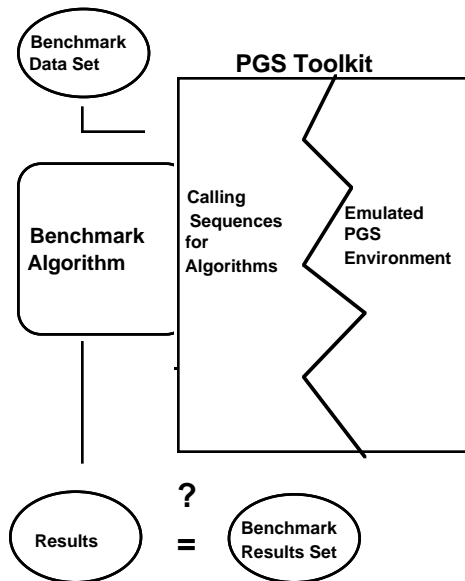 Benchmark
Data Set
PGS Toolkit
Calling
Sequences
for
Algorithms
Emulated
PGS
Environment
Benchmark
Algorithm
?
Results
=
Benchmark
Results Set